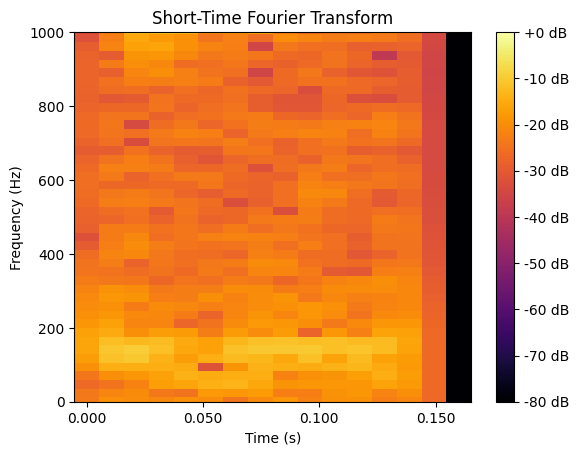 Short-Time Fourier Transform
1000
800
600
400
200
0
Frequency (Hz)
0.000
0.050
0.100
0.150
Time (s)
+0 dB
-10 dB
-20 dB
-30 dB
-40 dB
-50 dB
-60 dB
-70 dB
-80 dB